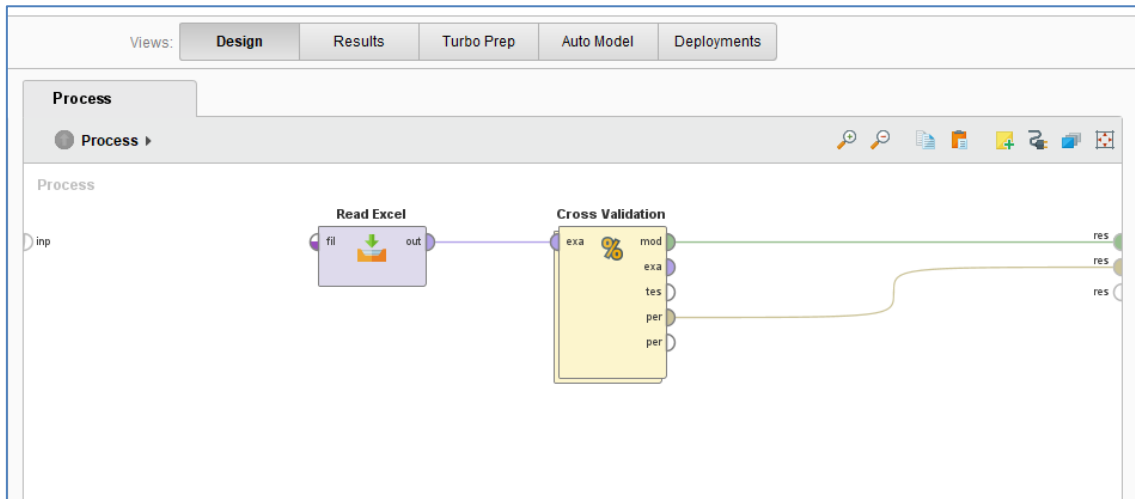 Views: Design Results Turbo Prep Auto Model Deployments
Process
Process
Process
Read Excel Cross Validation
inp fil out exa mod res
exa res
tes res
per
per